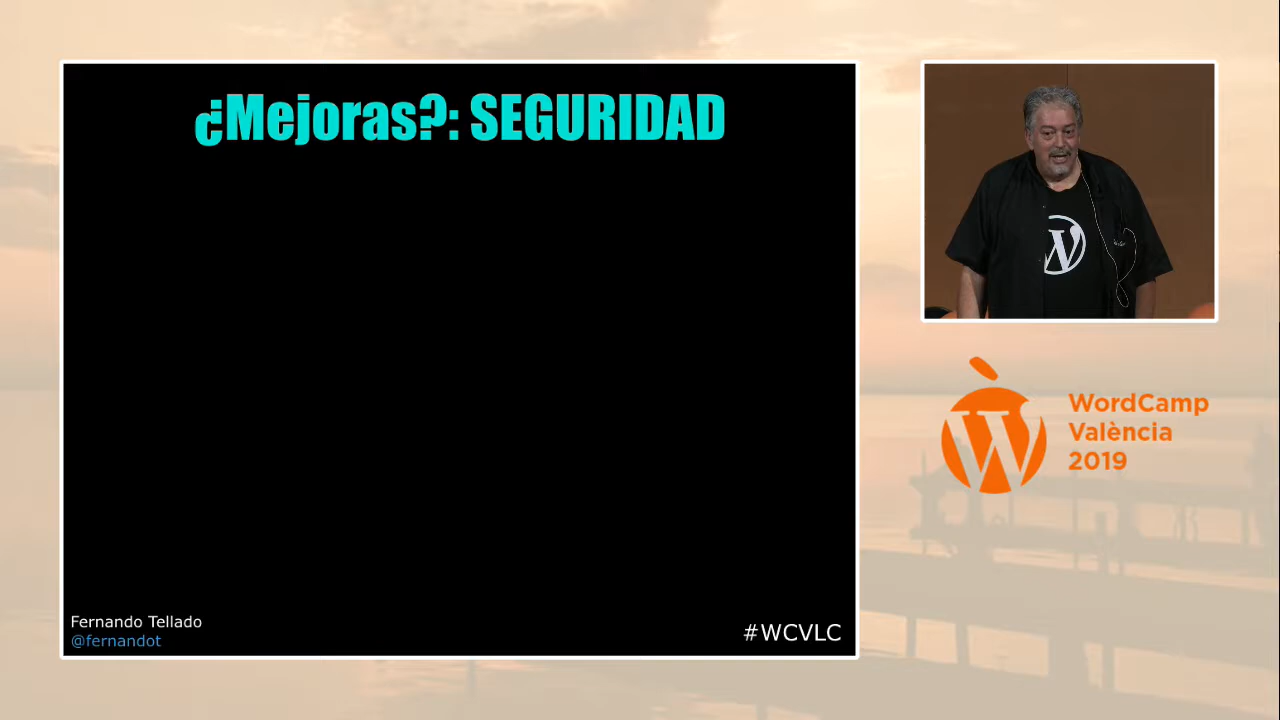 ¿Mejoras?: SEGURIDAD
Fernando Tellado
@fernandot
#WCVLC
WordCamp
València
2019